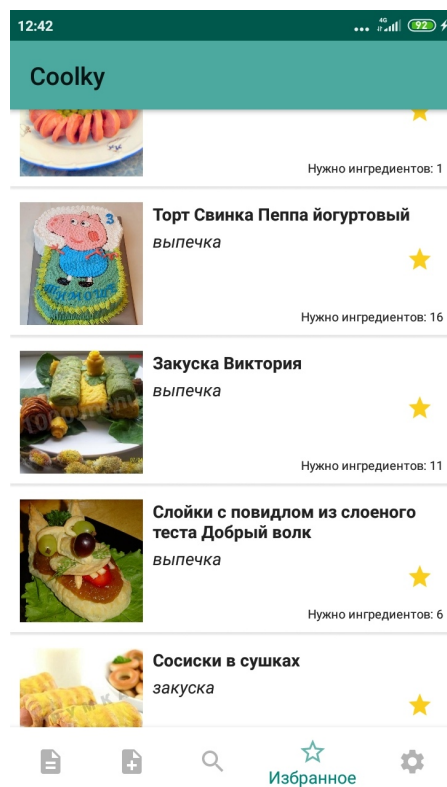 12:42
4G
92
Coolky
Нужно ингредиентов: 1
Торт Свинка Пеппа йогуртовый
выпечка
3
Нужно ингредиентов: 16
Закуска Виктория
выпечка
Нужно ингредиентов: 11
Слойки с повидлом из слоеного
теста Добрый волк
выпечка
Нужно ингредиентов: 6
Сосиски в сушках
закуска
Избранное